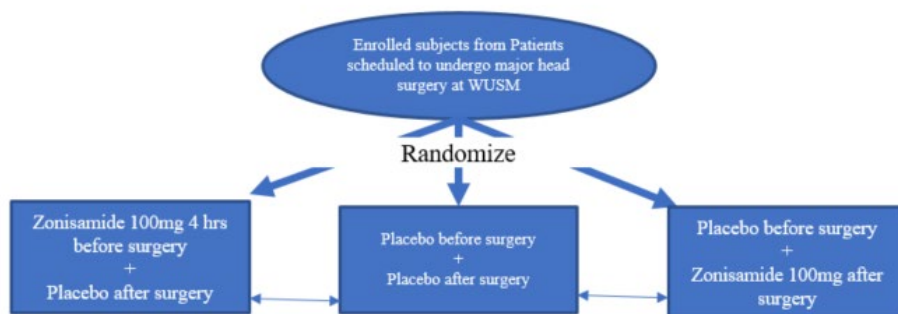 Enrolled subjects from Patients
scheduled to undergo major head
surgery at WUSM
Randomize
Zonisamide 100mg 4 hrs
before surgery
+
Placebo after surgery
Placebo before surgery
+
Placebo after surgery
Placebo before surgery
+
Zonisamide 100mg after
surgery